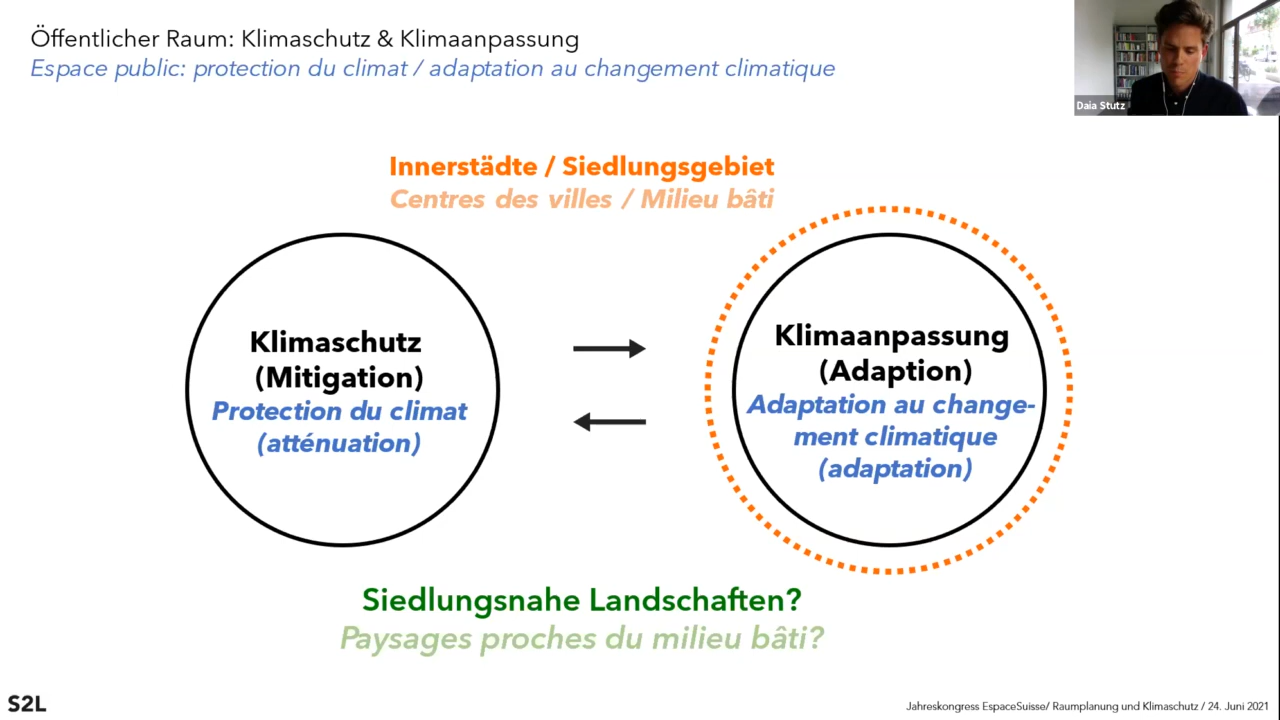 Öffentlicher Raum: Klimaschutz & Klimaanpassung
Espace public: protection du climat / adaptation au changement climatique
Daia Stutz
Innerstädte / Siedlungsgebiet
Centres des villes / Milieu bâti
Klimaschutz
(Mitigation)
Protection du climat
(atténuation)
Klimaanpassung
(Adaption)
Adaptation au change-
ment climatique
(adaptation)
Siedlungsnahe Landschaften?
Paysages proches du milieu bâti?
S2L
Jahreskongress EspaceSuisse/ Raumplanung und Klimaschutz / 24. Juni 2021